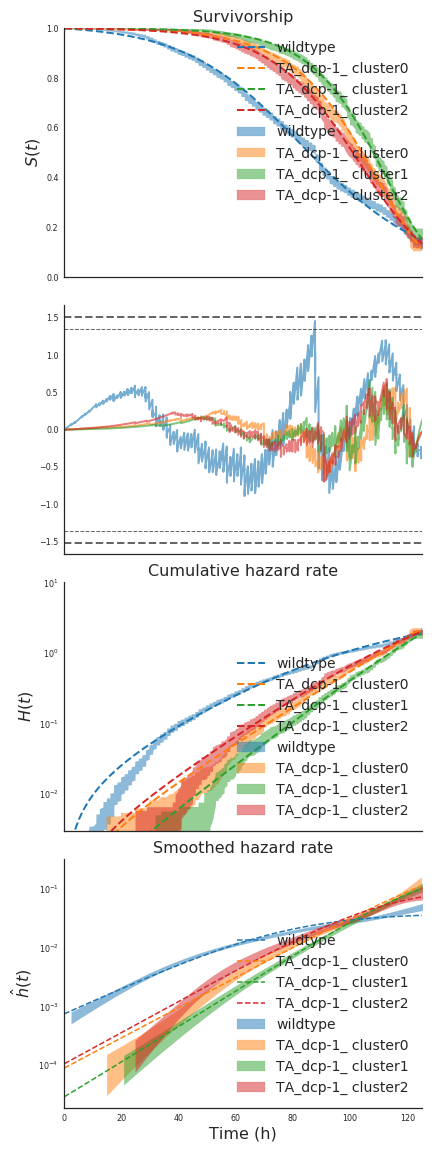 Survivorship
1.0
0.8
0.6
0.4
0.2
0.0
S(t)
wildtype
TA_dcp-1_ cluster0
TA_dcp-1_ cluster1
TA_dcp-1_ cluster2
wildtype
TA_dcp-1_ cluster0
TA_dcp-1_ cluster1
TA_dcp-1_ cluster2
1.5
1.0
0.5
0.0
−0.5
−1.0
−1.5
Cumulative hazard rate
10¹
10⁰
10⁻¹
10⁻²
H(t)
wildtype
TA_dcp-1_ cluster0
TA_dcp-1_ cluster1
TA_dcp-1_ cluster2
wildtype
TA_dcp-1_ cluster0
TA_dcp-1_ cluster1
TA_dcp-1_ cluster2
Smoothed hazard rate
10⁻¹
10⁻²
10⁻³
10⁻⁴
ĥ(t)
wildtype
TA_dcp-1_ cluster0
TA_dcp-1_ cluster1
TA_dcp-1_ cluster2
wildtype
TA_dcp-1_ cluster0
TA_dcp-1_ cluster1
TA_dcp-1_ cluster2
0 20 40 60 80 100 120
Time (h)